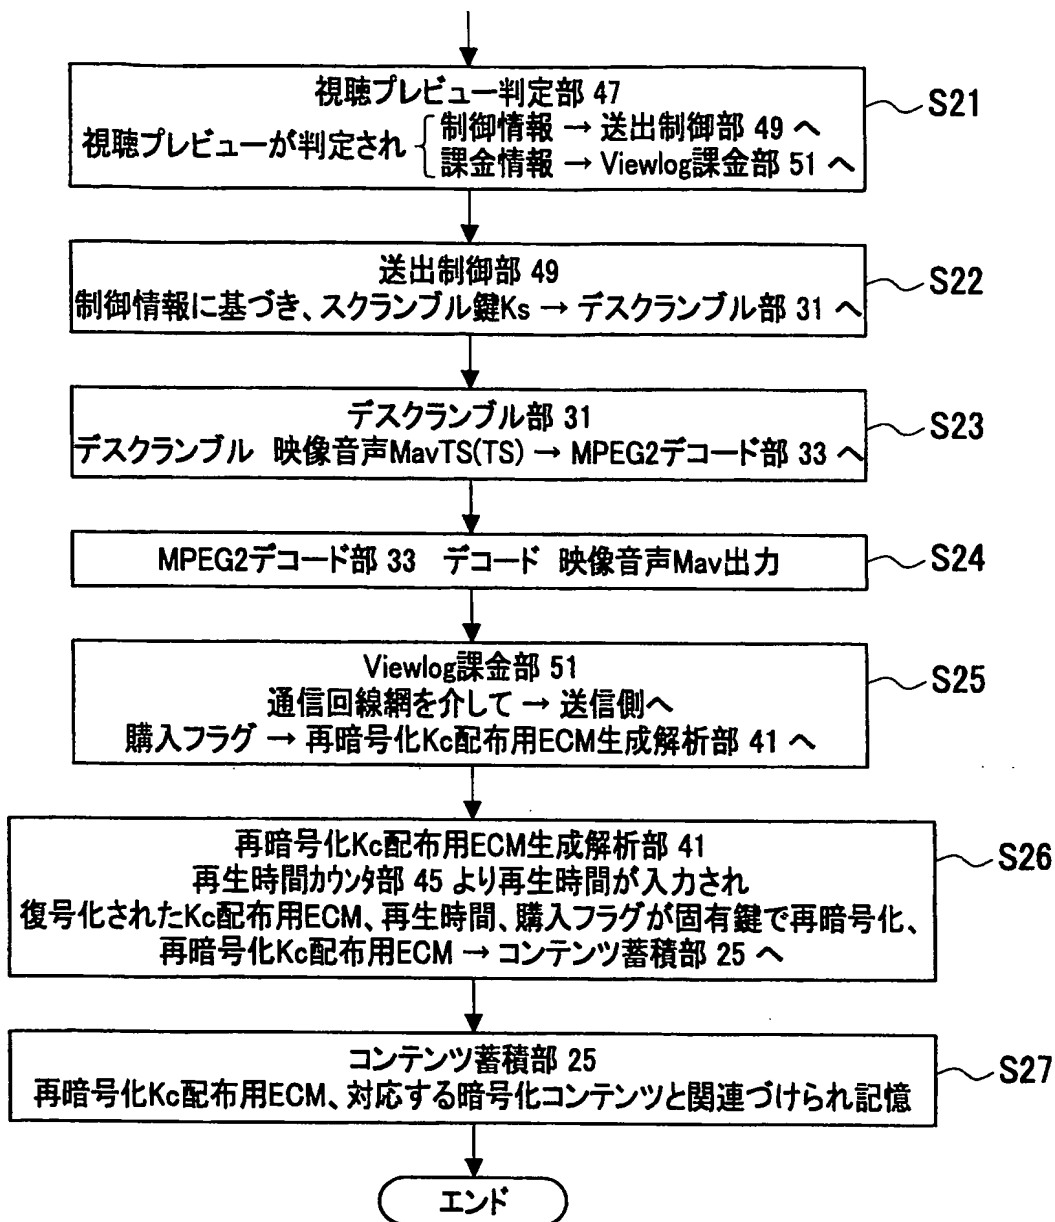 視聴プレビュー判定部 47
視聴プレビューが判定され
制御情報 → 送出制御部 49 へ
課金情報 → Viewlog課金部 51 へ
S21
送出制御部 49
制御情報に基づき、スクランブル鍵Ks → デスクランブル部 31 へ
S22
デスクランブル部 31
デスクランブル 映像音声MavTS(TS) → MPEG2デコード部 33 へ
S23
MPEG2デコード部 33 デコード 映像音声Mav出力
S24
Viewlog課金部 51
通信回線網を介して → 送信側へ
購入フラグ → 再暗号化Kc配布用ECM生成解析部 41 へ
S25
再暗号化Kc配布用ECM生成解析部 41
再生時間カウンタ部 45 より再生時間が入力され
復号化されたKc配布用ECM、再生時間、購入フラグが固有鍵で再暗号化、
再暗号化Kc配布用ECM → コンテンツ蓄積部 25 へ
S26
コンテンツ蓄積部 25
再暗号化Kc配布用ECM、対応する暗号化コンテンツと関連づけられ記憶
S27
エンド